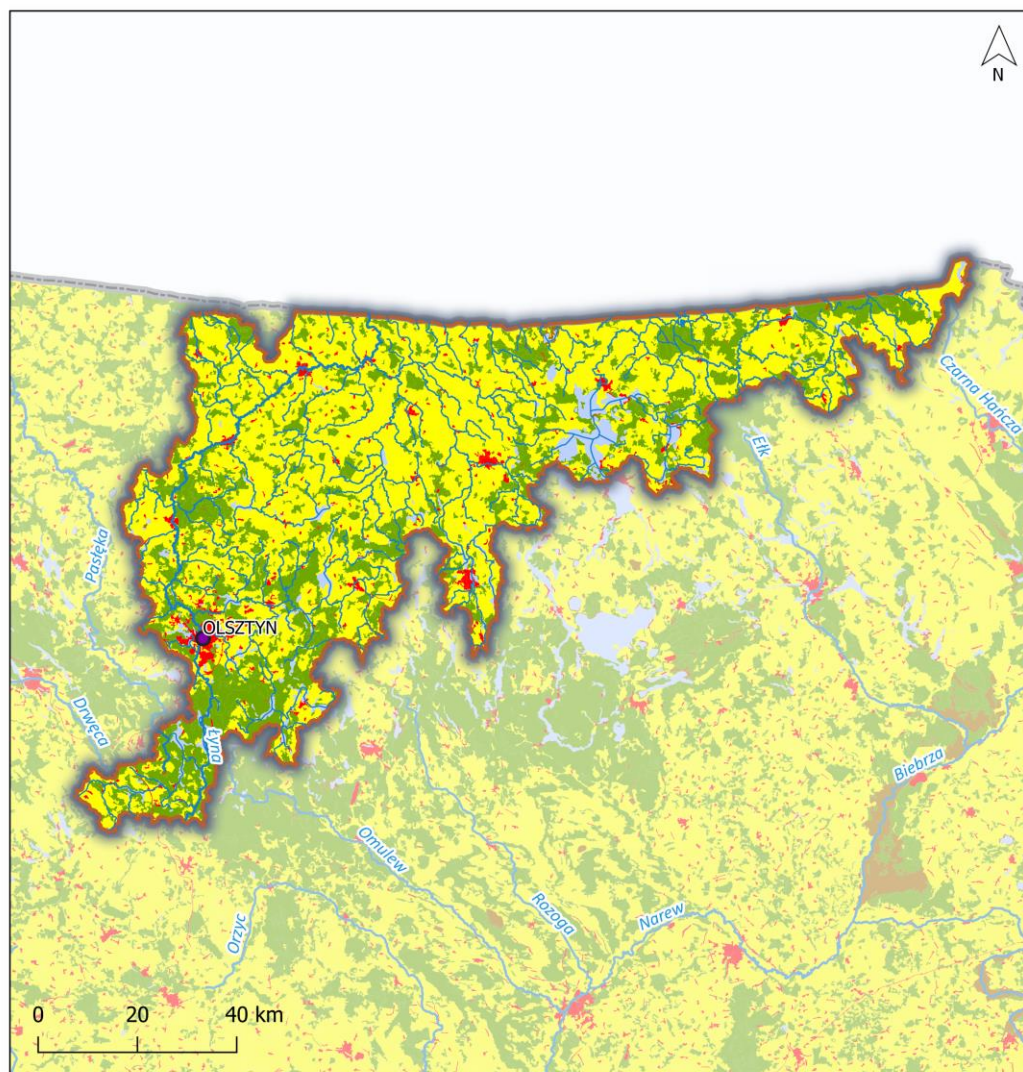 N
Pasłęka
OLSZTYN
Drwęca
Łyna
Ełk
Czarna Hańcza
Biebrza
Omulew
Rozoga
Narew
Orzyc
0 20 40 km